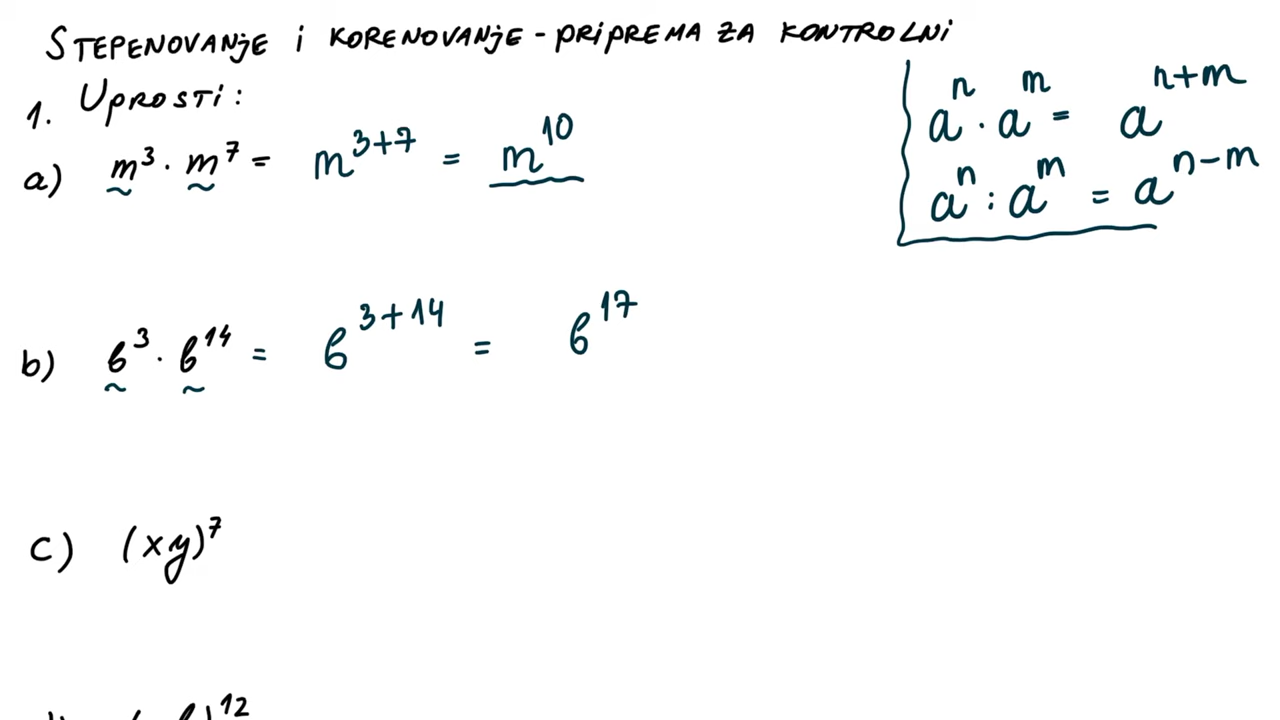 STEPENOVANJE i KORENOVANJE - PRIPREMA ZA KONTROLNI
1. UPROSTI:
a) m³ · m⁷ = m³⁺⁷ = m¹⁰
aⁿ · aᵐ = aⁿ⁺ᵐ
aⁿ : aᵐ = aⁿ⁻ᵐ
b) b³ · b¹⁴ = b³⁺¹⁴ = b¹⁷
c) (xy)⁷